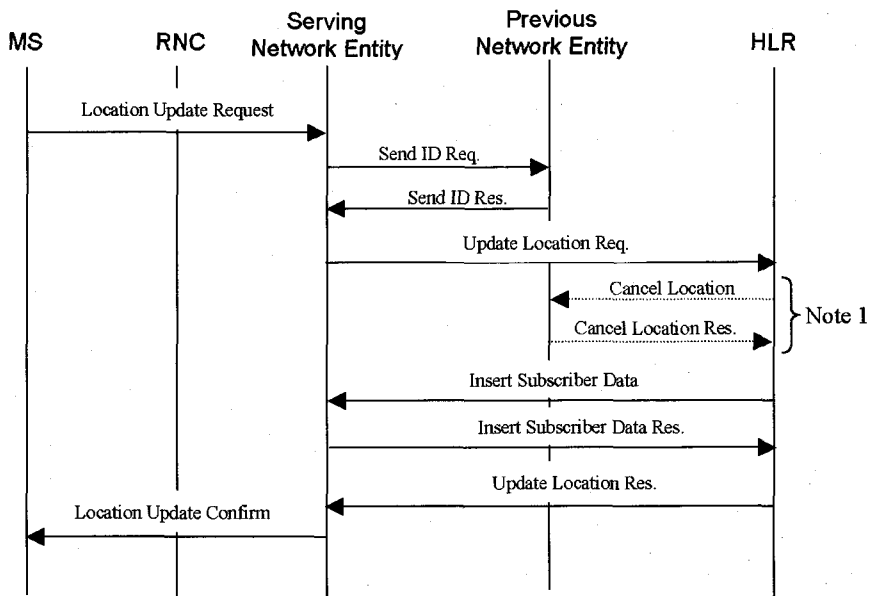 MS
RNC
Serving
Network Entity
Previous
Network Entity
HLR
Location Update Request
Send ID Req.
Send ID Res.
Update Location Req.
Cancel Location
Cancel Location Res.
Note 1
Insert Subscriber Data
Insert Subscriber Data Res.
Update Location Res.
Location Update Confirm